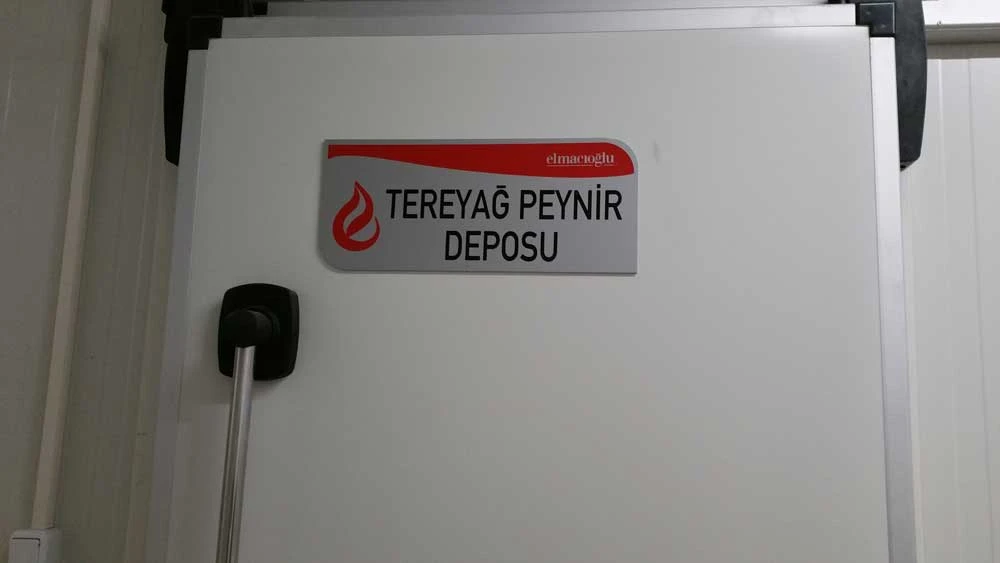 elmacıoğlu
TEREYAĞ PEYNİR
DEPOSU